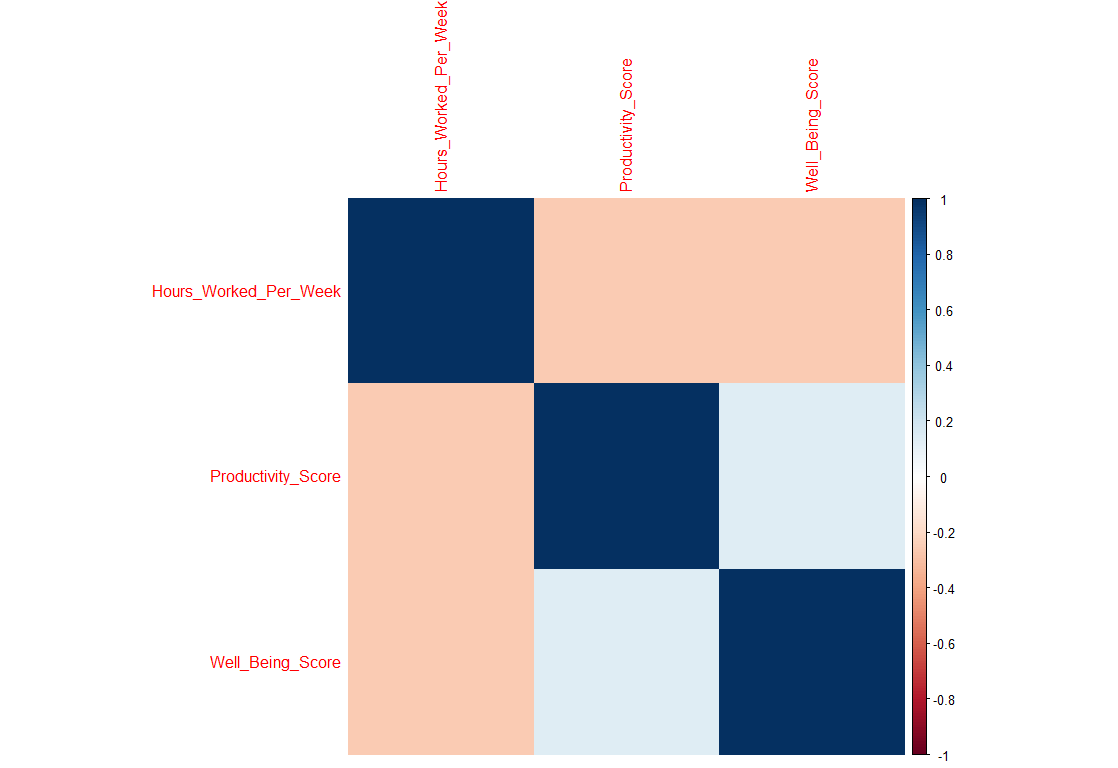 Hours_Worked_Per_Week
Productivity_Score
Well_Being_Score
Hours_Worked_Per_Week
Productivity_Score
Well_Being_Score
1
0.8
0.6
0.4
0.2
0
-0.2
-0.4
-0.6
-0.8
-1